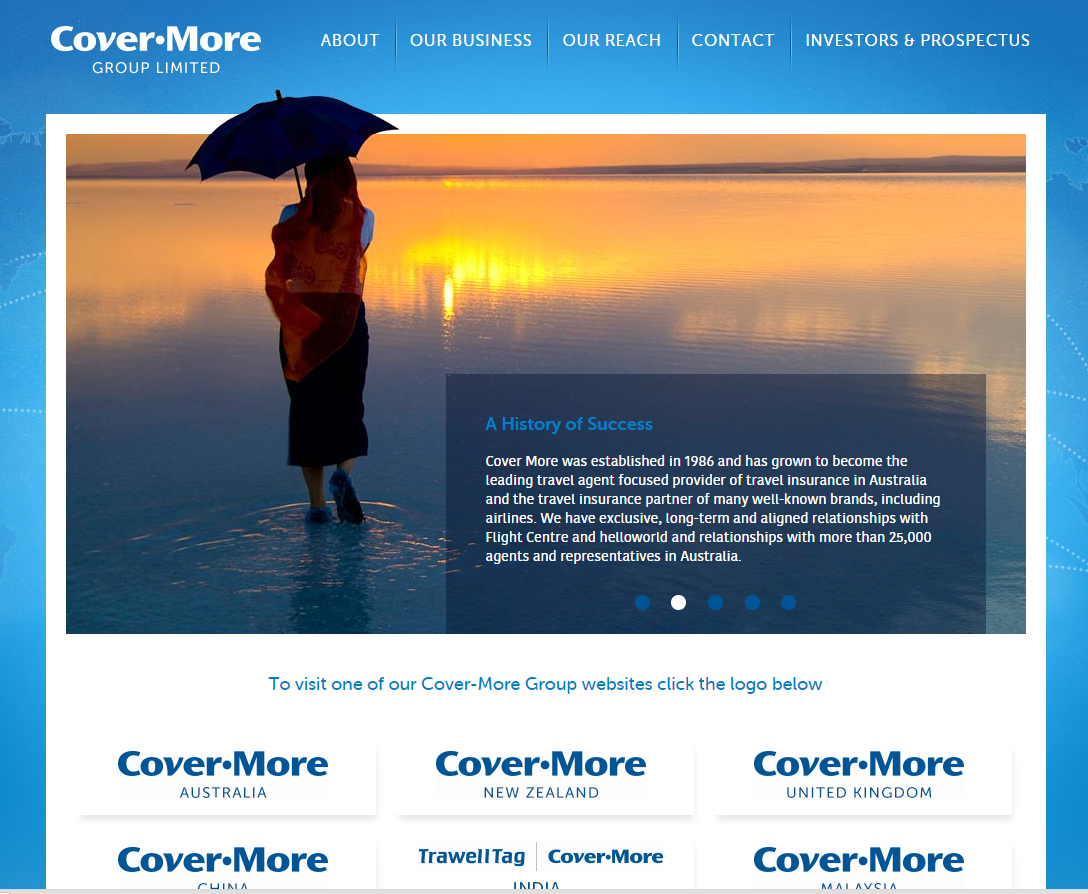 Cover•More
GROUP LIMITED
ABOUT
OUR BUSINESS
OUR REACH
CONTACT
INVESTORS & PROSPECTUS
A History of Success
Cover More was established in 1986 and has grown to become the
leading travel agent focused provider of travel insurance in Australia
and the travel insurance partner of many well-known brands, including
airlines. We have exclusive, long-term and aligned relationships with
Flight Centre and helloworld and relationships with more than 25,000
agents and representatives in Australia.
To visit one of our Cover-More Group websites click the logo below
Cover•More
AUSTRALIA
Cover•More
NEW ZEALAND
Cover•More
UNITED KINGDOM
Cover•More
CHINA
TrawellTag Cover•More
INDIA
Cover•More
MALAYSIA